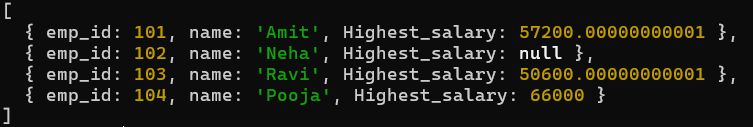 [
{ emp_id: 101, name: 'Amit', Highest_salary: 57200.00000000001 },
{ emp_id: 102, name: 'Neha', Highest_salary: null },
{ emp_id: 103, name: 'Ravi', Highest_salary: 50600.00000000001 },
{ emp_id: 104, name: 'Pooja', Highest_salary: 66000 }
]